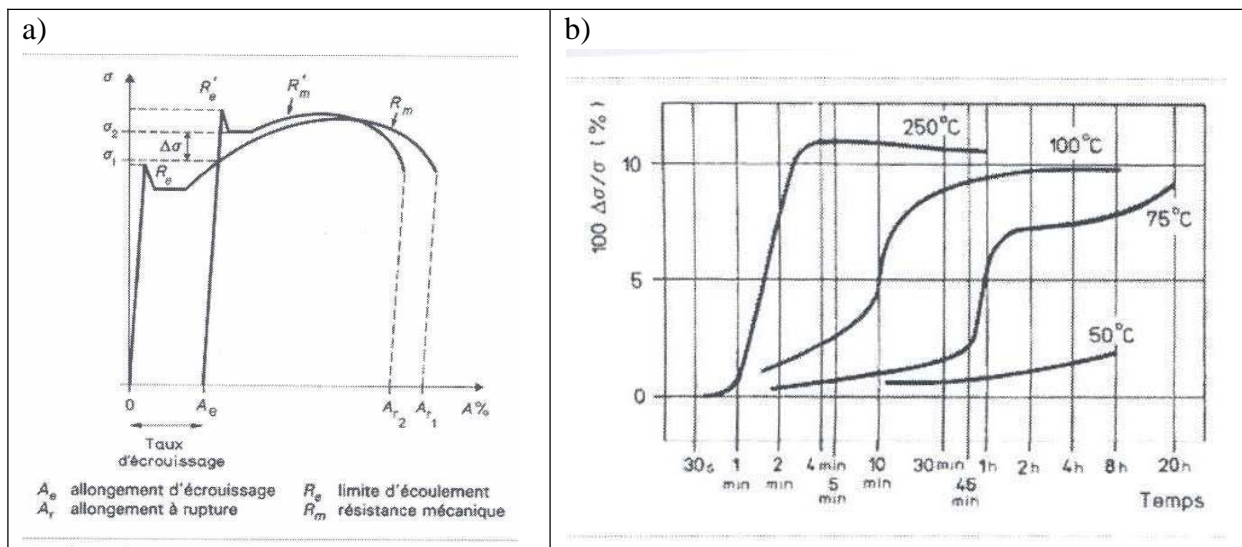 a)
σ
R'e
R'm
Rm
σ2
Δσ
σ1
Re
0
Ae
Ar2
Ar1
A%
Taux
d'écrouissage
Ae allongement d'écrouissage
Re limite d'écoulement
Ar allongement à rupture
Rm résistance mécanique
b)
100 Δσ/σ (%)
10
5
0
250°C
100°C
75°C
50°C
30s
1 min
2 min
4 min
5 min
10 min
30 min
45 min
1h
2h
4h
8h
20h
Temps